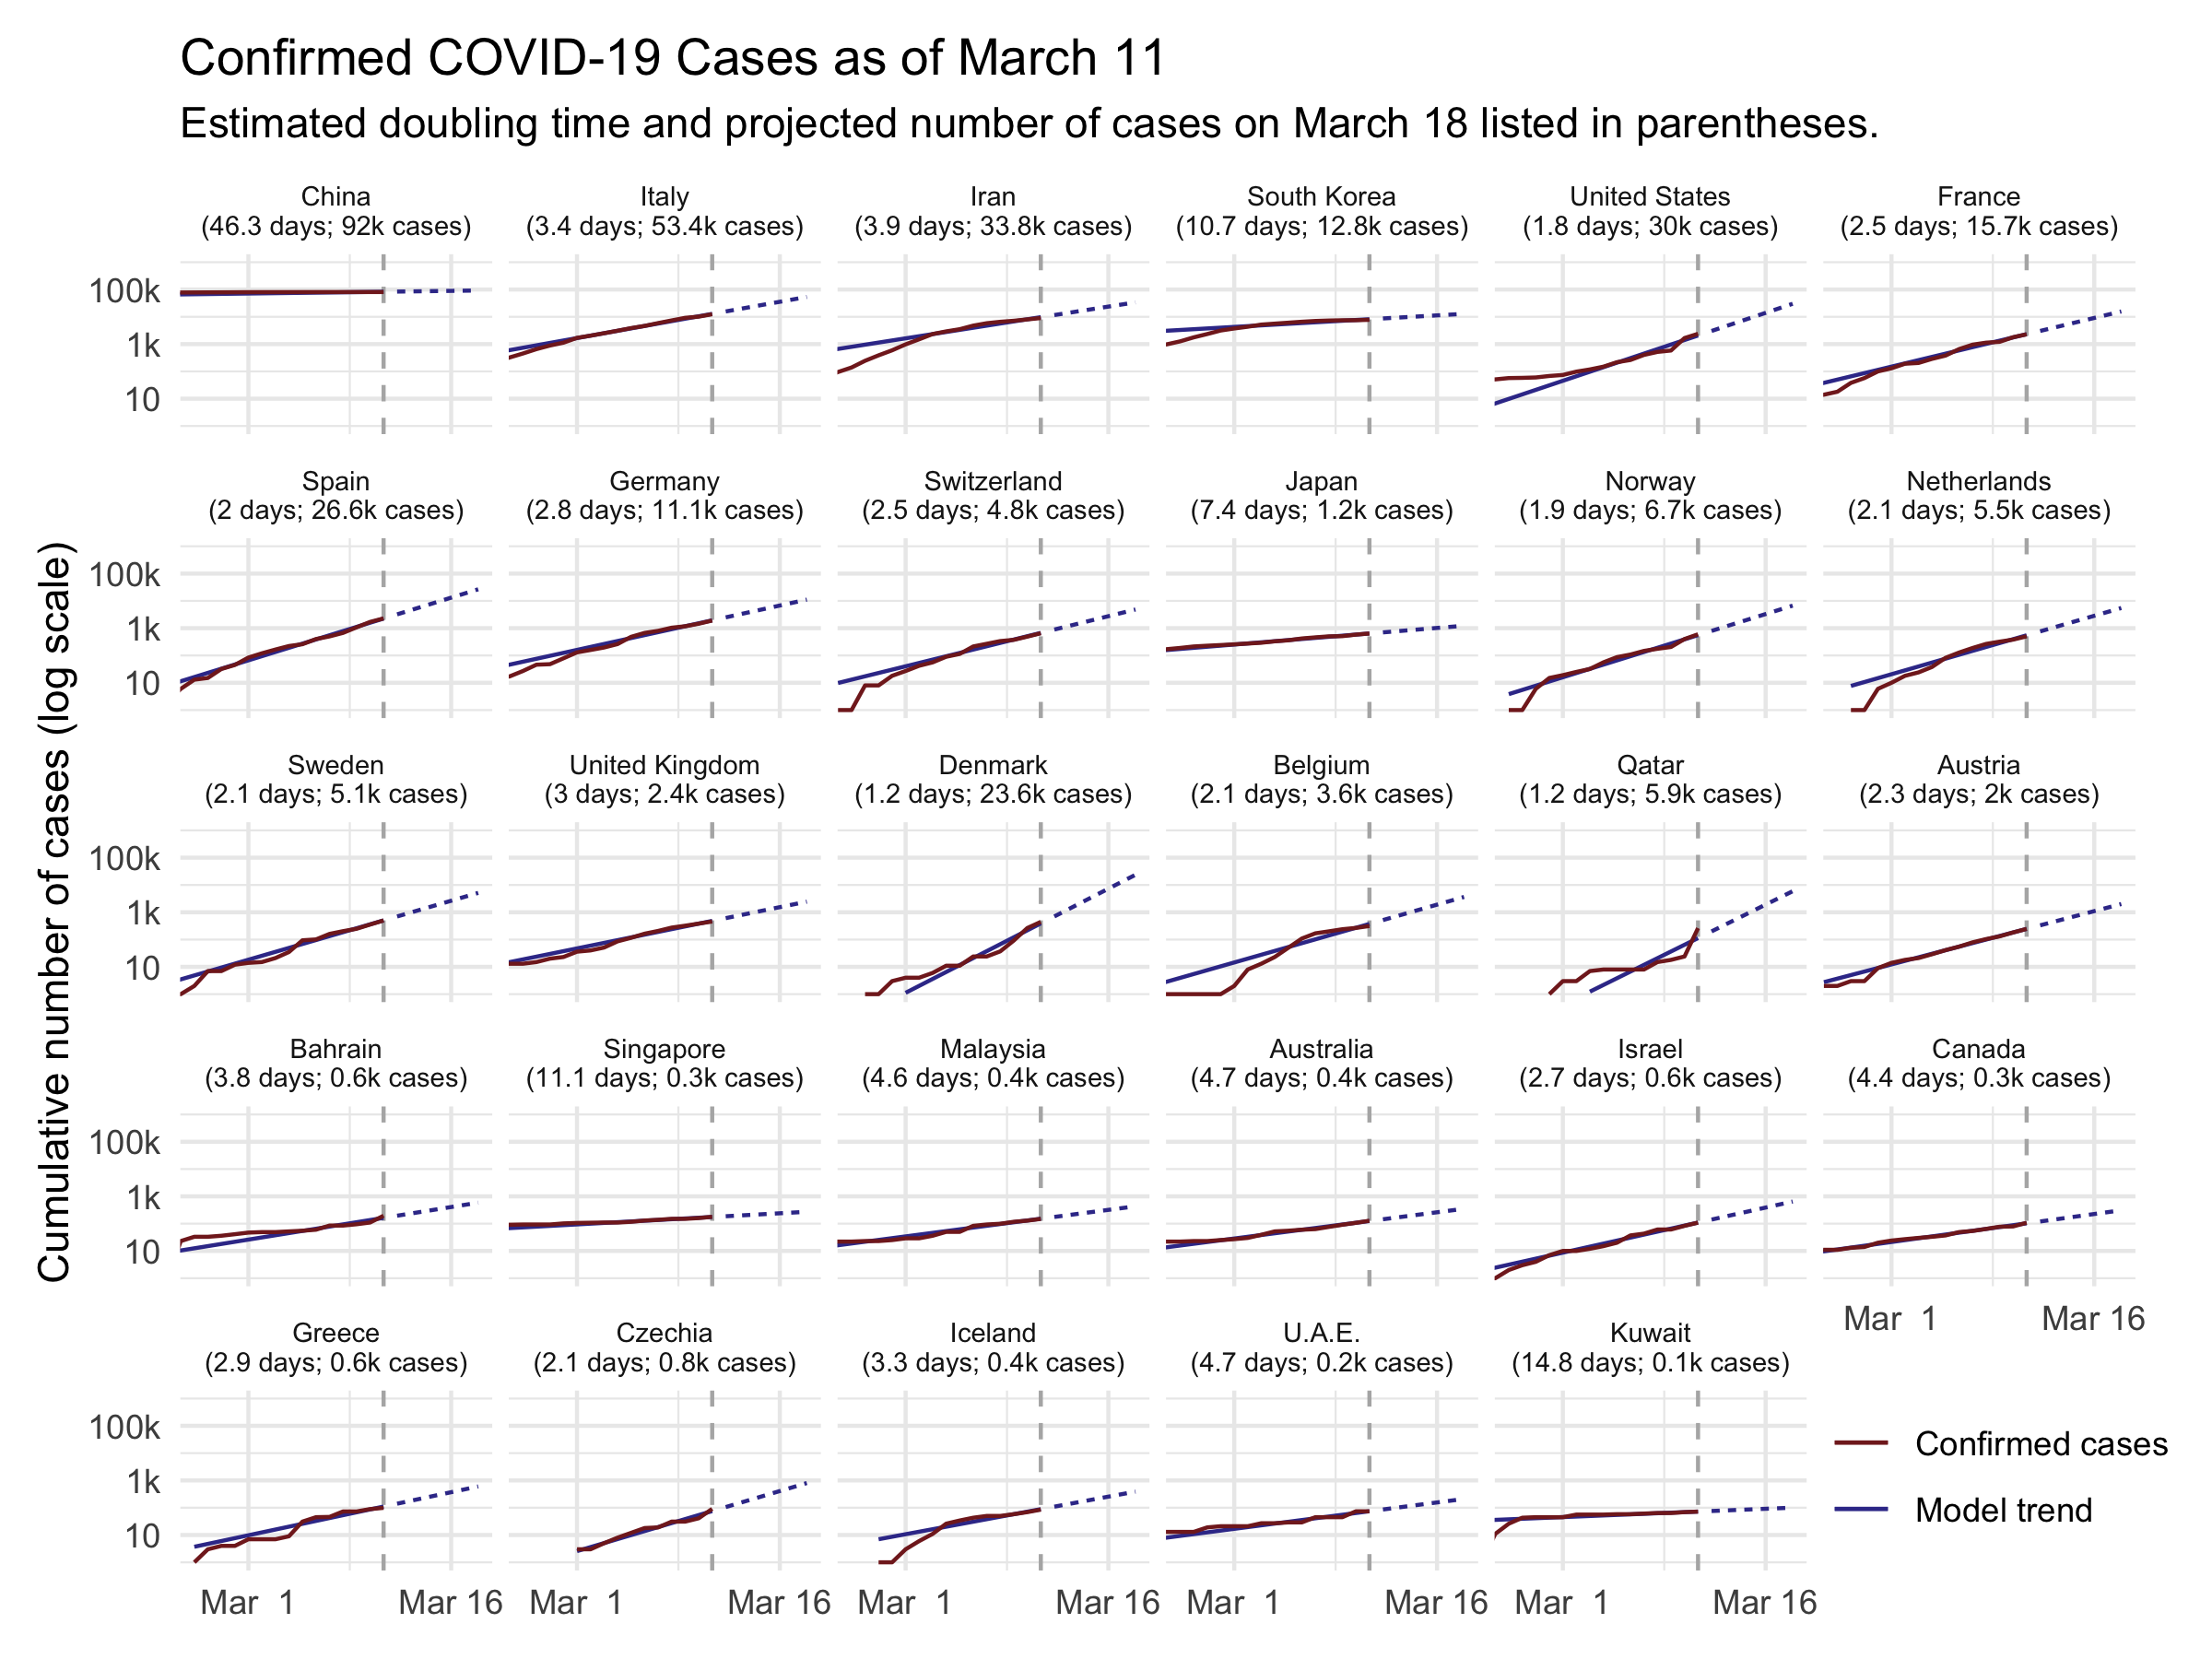 Confirmed COVID-19 Cases as of March 11
Estimated doubling time and projected number of cases on March 18 listed in parentheses.
Cumulative number of cases (log scale)
China
(46.3 days; 92k cases)
Italy
(3.4 days; 53.4k cases)
Iran
(3.9 days; 33.8k cases)
South Korea
(10.7 days; 12.8k cases)
United States
(1.8 days; 30k cases)
France
(2.5 days; 15.7k cases)
100k
1k
10
Spain
(2 days; 26.6k cases)
Germany
(2.8 days; 11.1k cases)
Switzerland
(2.5 days; 4.8k cases)
Japan
(7.4 days; 1.2k cases)
Norway
(1.9 days; 6.7k cases)
Netherlands
(2.1 days; 5.5k cases)
100k
1k
10
Sweden
(2.1 days; 5.1k cases)
United Kingdom
(3 days; 2.4k cases)
Denmark
(1.2 days; 23.6k cases)
Belgium
(2.1 days; 3.6k cases)
Qatar
(1.2 days; 5.9k cases)
Austria
(2.3 days; 2k cases)
100k
1k
10
Bahrain
(3.8 days; 0.6k cases)
Singapore
(11.1 days; 0.3k cases)
Malaysia
(4.6 days; 0.4k cases)
Australia
(4.7 days; 0.4k cases)
Israel
(2.7 days; 0.6k cases)
Canada
(4.4 days; 0.3k cases)
100k
1k
10
Mar 1 Mar 16
Greece
(2.9 days; 0.6k cases)
Czechia
(2.1 days; 0.8k cases)
Iceland
(3.3 days; 0.4k cases)
U.A.E.
(4.7 days; 0.2k cases)
Kuwait
(14.8 days; 0.1k cases)
100k
1k
10
Confirmed cases
Model trend
Mar 1 Mar 16 Mar 1 Mar 16 Mar 1 Mar 16 Mar 1 Mar 16 Mar 1 Mar 16